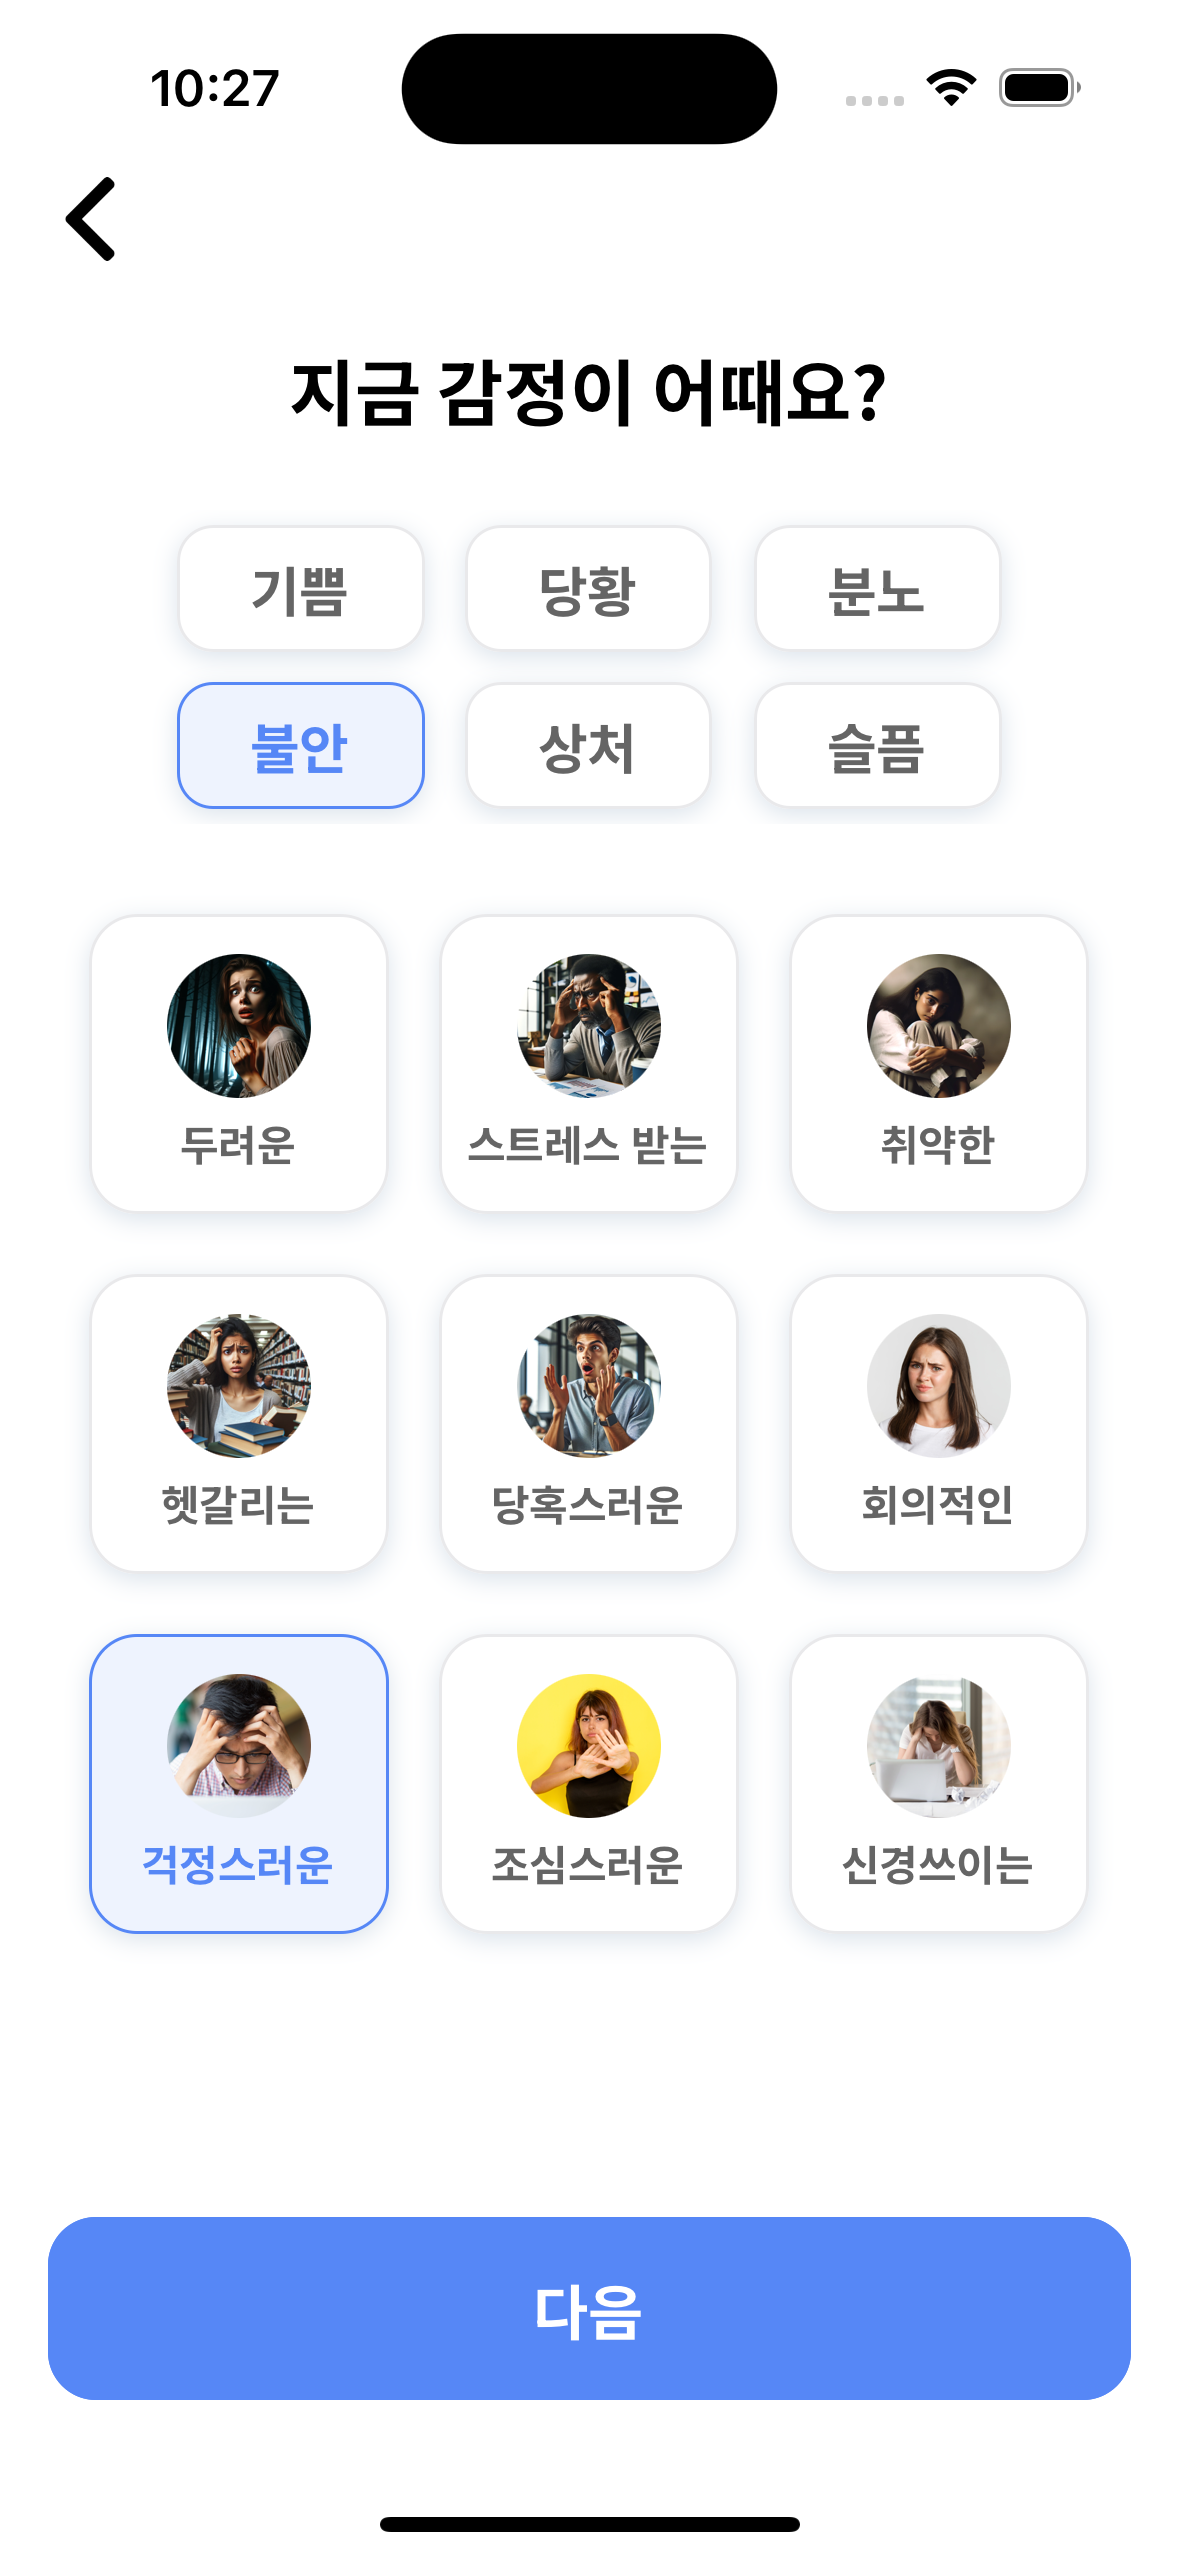 10:27
지금 감정이 어때요?
기쁨 당황 분노
불안 상처 슬픔
두려운 스트레스 받는 취약한
헷갈리는 당혹스러운 회의적인
걱정스러운 조심스러운 신경쓰이는
다음